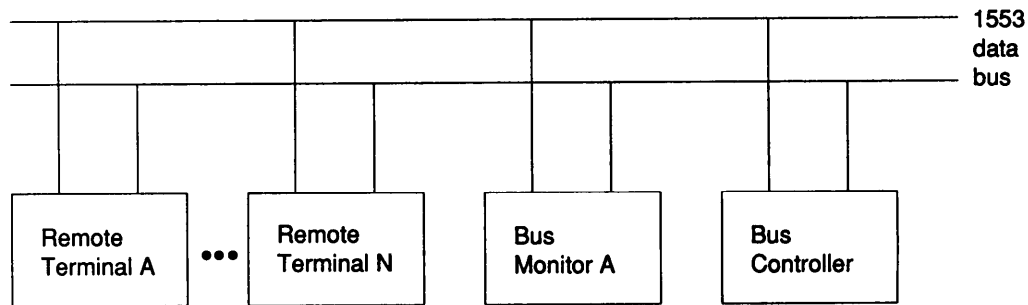 1553
data
bus
Remote
Terminal A
•••
Remote
Terminal N
Bus
Monitor A
Bus
Controller